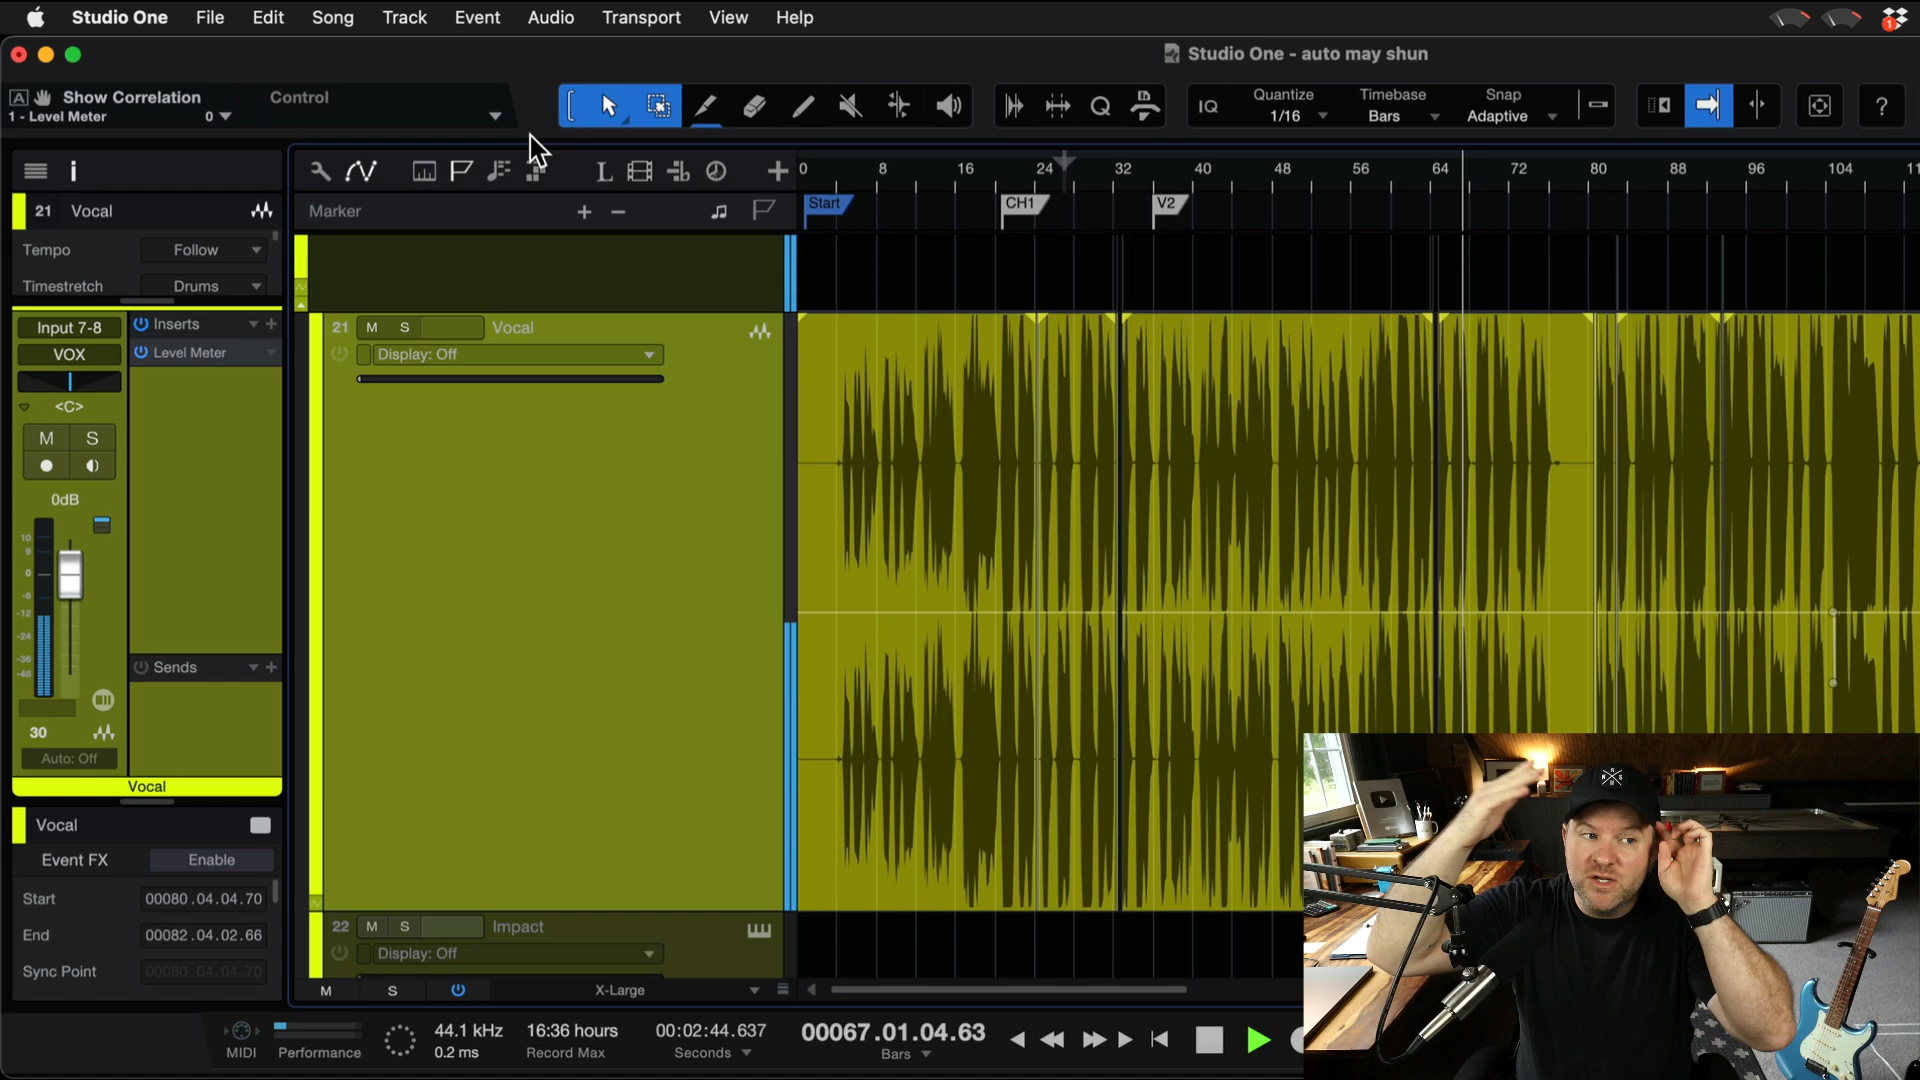 Studio One File Edit Song Track Event Audio Transport View Help
1
Studio One - auto may shun
A Show Correlation Control
1 - Level Meter 0
IQ Quantize Timebase Snap
1/16 Bars Adaptive
?
i
L
0 8 16 24 32 40 48 56 64 72 80 88 96 104 11
21 Vocal
Marker
Start CH1 V2
Tempo Follow
Timestretch Drums
Input 7-8
VOX
<C>
M S
0dB
10
6
0
-6
-12
-24
-36
-48
30
Auto: Off
Vocal
Inserts
Level Meter
Sends
Vocal
Event FX Enable
Start 00080.04.04.70
End 00082.04.02.66
Sync Point 00080.04.04.70
21 M S Vocal
Display: Off
22 M S Impact
Display: Off
M S X-Large
MIDI Performance
44.1 kHz
0.2 ms
16:36 hours
Record Max
00:02:44.637
Seconds
00067.01.04.63
Bars